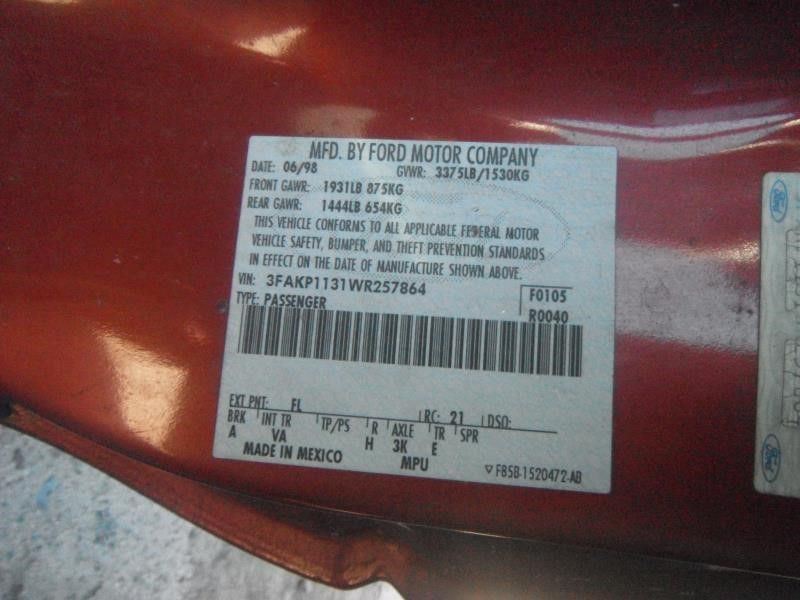 MFD. BY FORD MOTOR COMPANY
DATE: 06/98 GVWR: 3375LB/1530KG
FRONT GAWR: 1931LB 875KG
REAR GAWR: 1444LB 654KG
THIS VEHICLE CONFORMS TO ALL APPLICABLE FEDERAL MOTOR
VEHICLE SAFETY, BUMPER, AND THEFT PREVENTION STANDARDS
IN EFFECT ON THE DATE OF MANUFACTURE SHOWN ABOVE.
VIN: 3FAKP1131WR257864
F0105
TYPE: PASSENGER
R0040
EXT PNT: FL RC: 21 DSO:
BRK INT TR TP/PS R AXLE TR SPR
A VA H 3K E
MADE IN MEXICO MPU
▽ F85B-1520472-AB
Ford
Ford